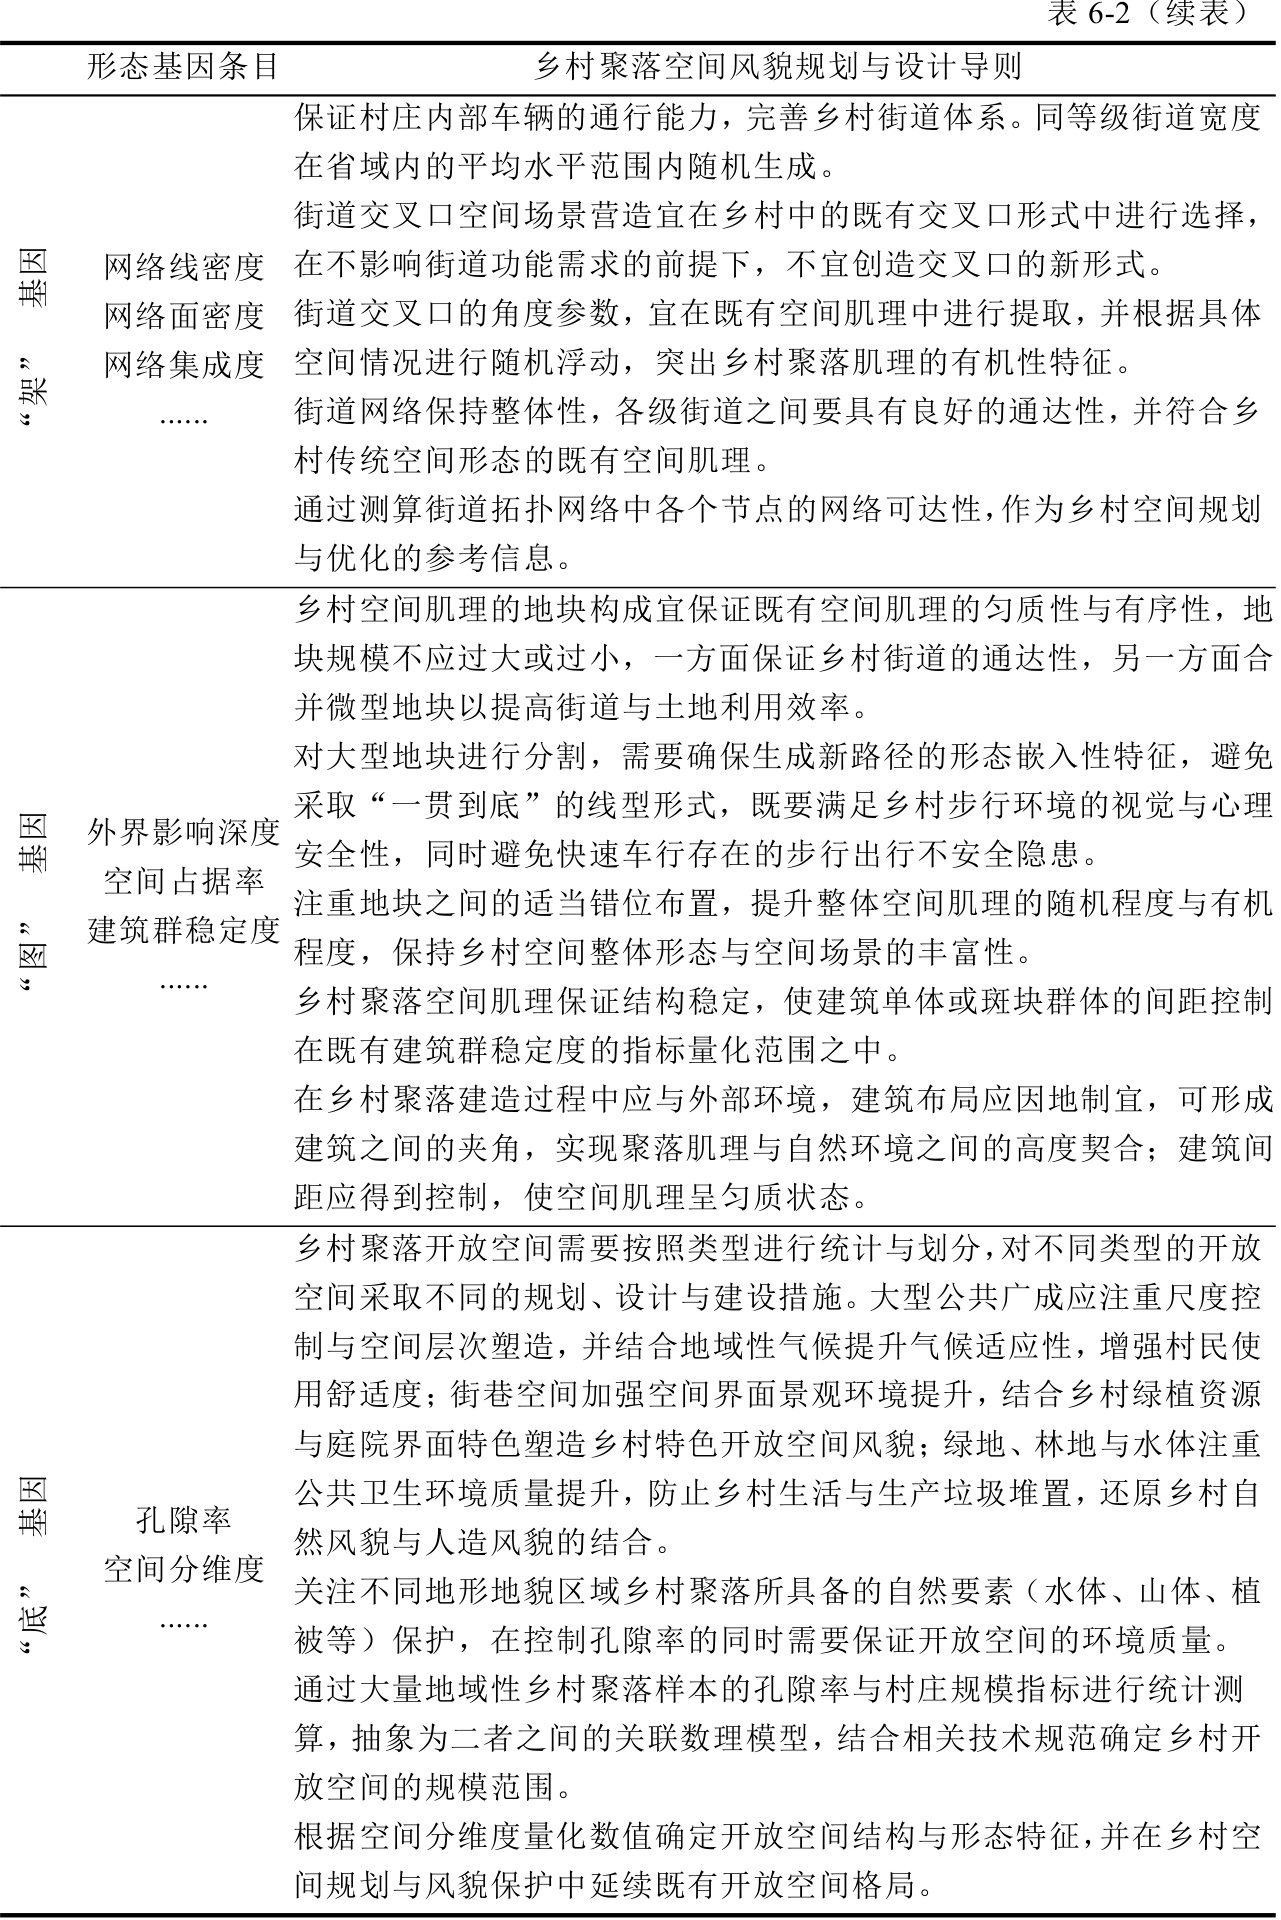 表 6-2（续表）
形态基因条目 乡村聚落空间风貌规划与设计导则
“架”基因
网络线密度
网络面密度
网络集成度
……
保证村庄内部车辆的通行能力，完善乡村街道体系。同等级街道宽度
在省域内的平均水平范围内随机生成。
街道交叉口空间场景营造宜在乡村中的既有交叉口形式中进行选择，
在不影响街道功能需求的前提下，不宜创造交叉口的新形式。
街道交叉口的角度参数，宜在既有空间肌理中进行提取，并根据具体
空间情况进行随机浮动，突出乡村聚落肌理的有机性特征。
街道网络保持整体性，各级街道之间要具有良好的通达性，并符合乡
村传统空间形态的既有空间肌理。
通过测算街道拓扑网络中各个节点的网络可达性，作为乡村空间规划
与优化的参考信息。
“图”基因
外界影响深度
空间占据率
建筑群稳定度
……
乡村空间肌理的地块构成宜保证既有空间肌理的匀质性与有序性，地
块规模不应过大或过小，一方面保证乡村街道的通达性，另一方面合
并微型地块以提高街道与土地利用效率。
对大型地块进行分割，需要确保生成新路径的形态嵌入性特征，避免
采取“一贯到底”的线型形式，既要满足乡村步行环境的视觉与心理
安全性，同时避免快速车行存在的步行出行不安全隐患。
注重地块之间的适当错位布置，提升整体空间肌理的随机程度与有机
程度，保持乡村空间整体形态与空间场景的丰富性。
乡村聚落空间肌理保证结构稳定，使建筑单体或斑块群体的间距控制
在既有建筑群稳定度的指标量化范围之中。
在乡村聚落建造过程中应与外部环境，建筑布局应因地制宜，可形成
建筑之间的夹角，实现聚落肌理与自然环境之间的高度契合；建筑间
距应得到控制，使空间肌理呈匀质状态。
“底”基因
孔隙率
空间分维度
……
乡村聚落开放空间需要按照类型进行统计与划分，对不同类型的开放
空间采取不同的规划、设计与建设措施。大型公共广成应注重尺度控
制与空间层次塑造，并结合地域性气候提升气候适应性，增强村民使
用舒适度；街巷空间加强空间界面景观环境提升，结合乡村绿植资源
与庭院界面特色塑造乡村特色开放空间风貌；绿地、林地与水体注重
公共卫生环境质量提升，防止乡村生活与生产垃圾堆置，还原乡村自
然风貌与人造风貌的结合。
关注不同地形地貌区域乡村聚落所具备的自然要素（水体、山体、植
被等）保护，在控制孔隙率的同时需要保证开放空间的环境质量。
通过大量地域性乡村聚落样本的孔隙率与村庄规模指标进行统计测
算，抽象为二者之间的关联数理模型，结合相关技术规范确定乡村开
放空间的规模范围。
根据空间分维度量化数值确定开放空间结构与形态特征，并在乡村空
间规划与风貌保护中延续既有开放空间格局。